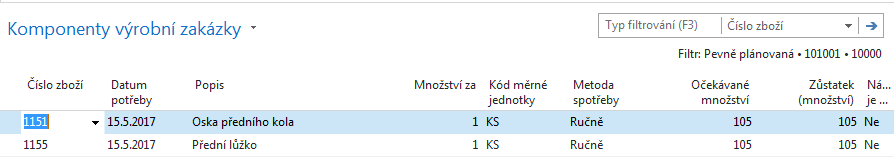 Komponenty výrobní zakázky
Typ filtrování (F3) Číslo zboží
Filtr: Pevně plánovaná • 101001 • 10000
Číslo zboží Datum potřeby Popis Množství za Kód měrné jednotky Metoda spotřeby Očekávané množství Zůstatek (množství) Ná... je ...
1151 15.5.2017 Oska předního kola 1 KS Ručně 105 105 Ne
1155 15.5.2017 Přední lůžko 1 KS Ručně 105 105 Ne